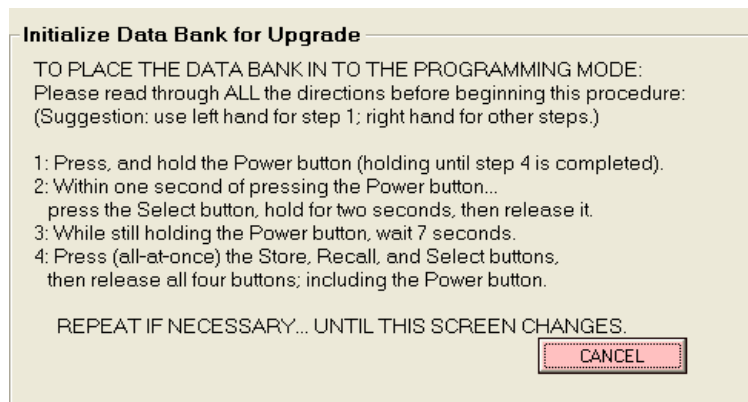 Initialize Data Bank for Upgrade
TO PLACE THE DATA BANK IN TO THE PROGRAMMING MODE:
Please read through ALL the directions before beginning this procedure:
(Suggestion: use left hand for step 1; right hand for other steps.)
1: Press, and hold the Power button (holding until step 4 is completed).
2: Within one second of pressing the Power button...
press the Select button, hold for two seconds, then release it.
3: While still holding the Power button, wait 7 seconds.
4: Press (all-at-once) the Store, Recall, and Select buttons,
then release all four buttons; including the Power button.
REPEAT IF NECESSARY... UNTIL THIS SCREEN CHANGES.
CANCEL